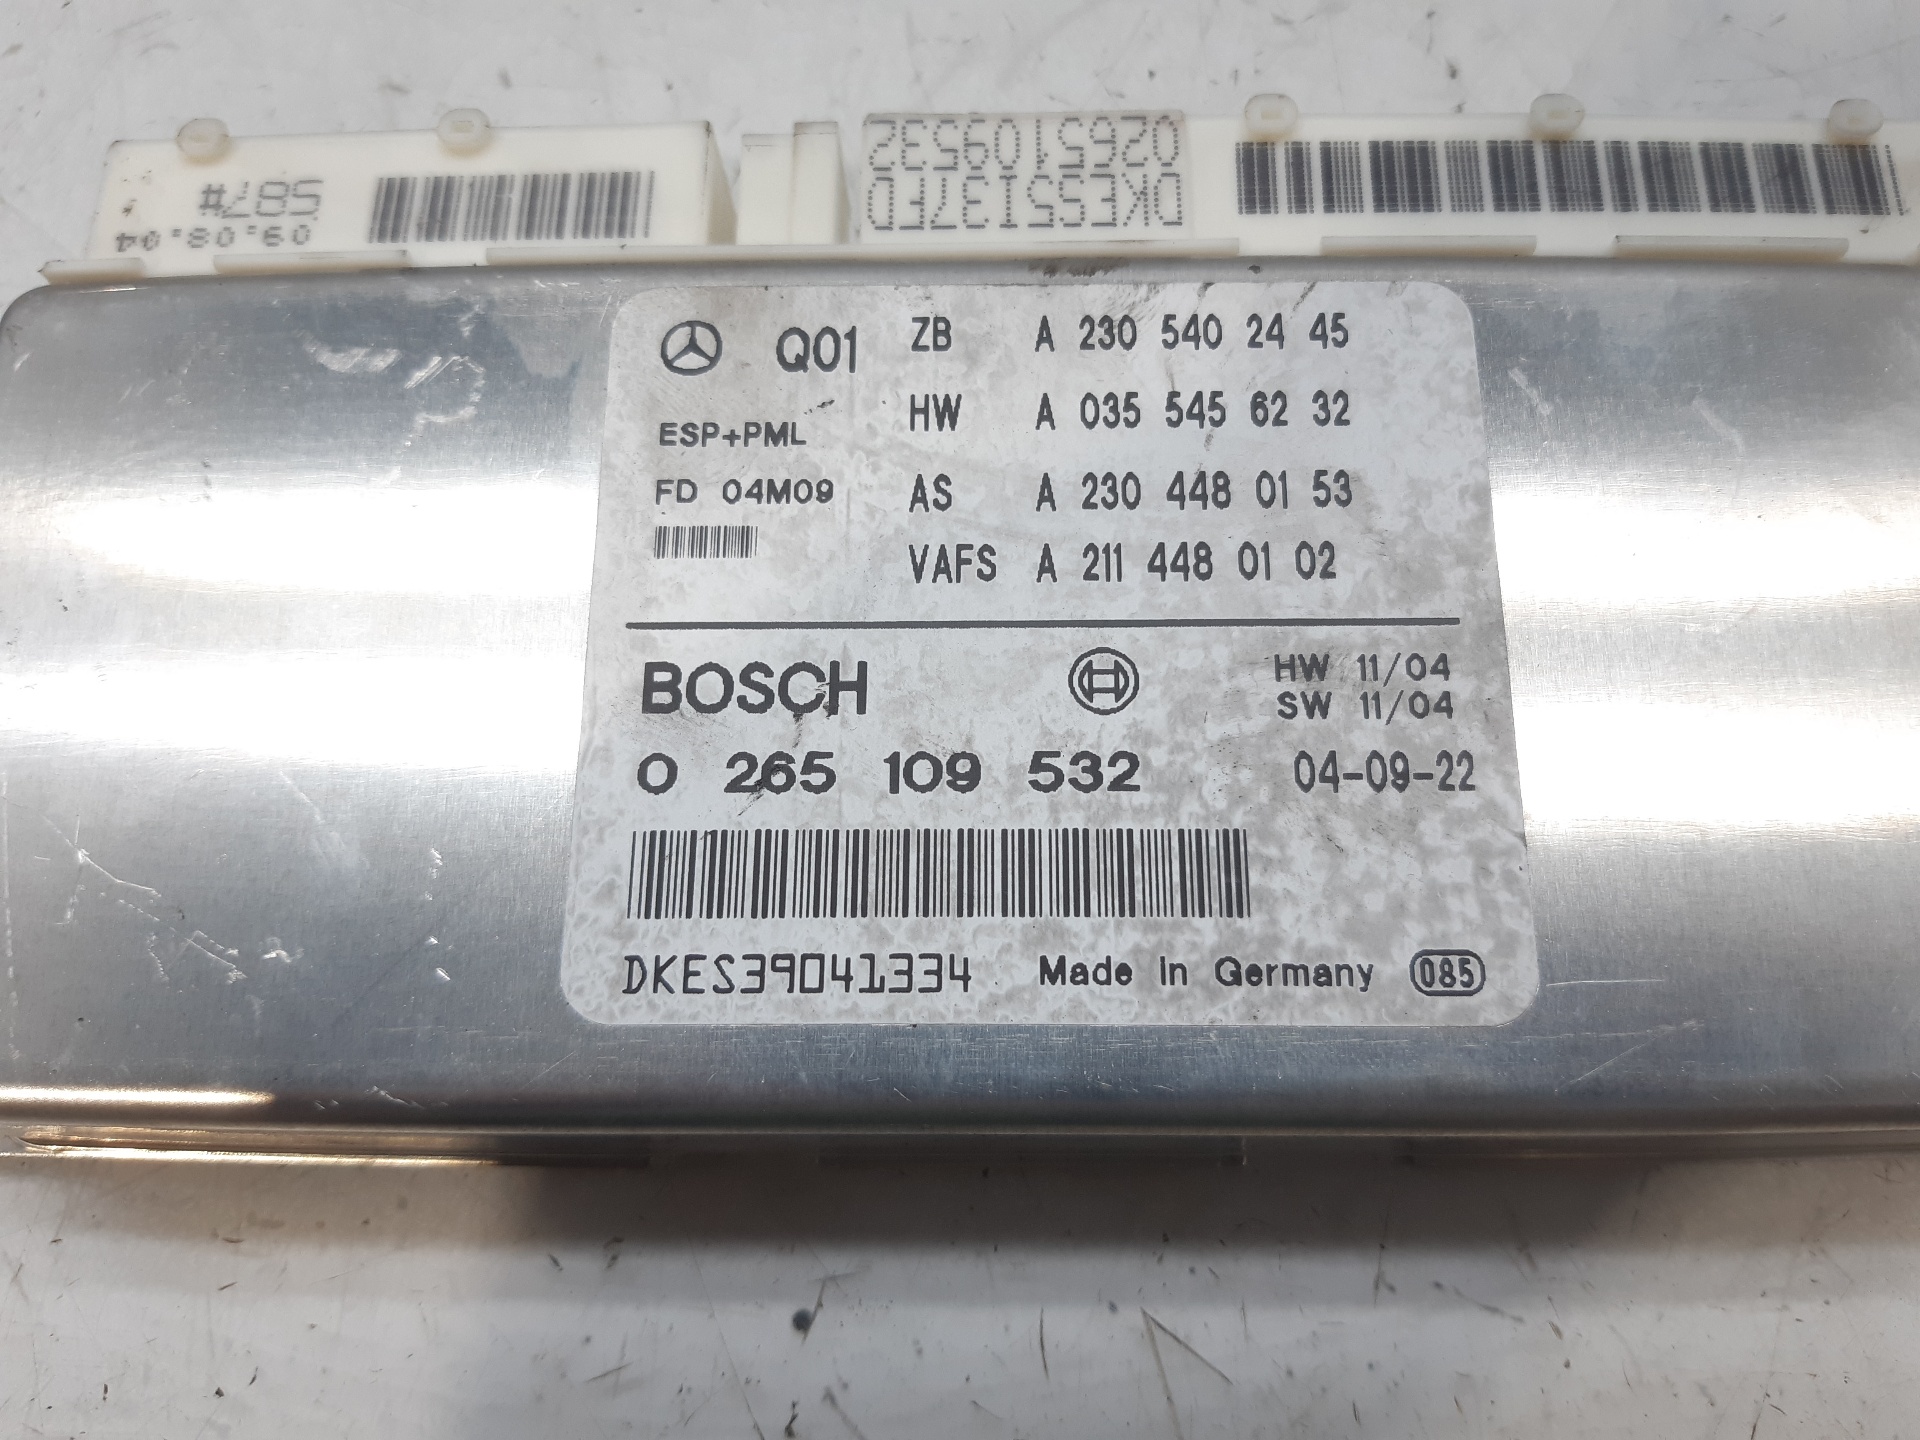 587#
09.08.04
DKES5I37FD
0265109532
Q01
ZB A 230 540 24 45
HW A 035 545 62 32
ESP+PML
FD 04M09
AS A 230 448 01 53
VAFS A 211 448 01 02
BOSCH
HW 11/04
SW 11/04
0 265 109 532
04-09-22
DKES39041334
Made in Germany
085